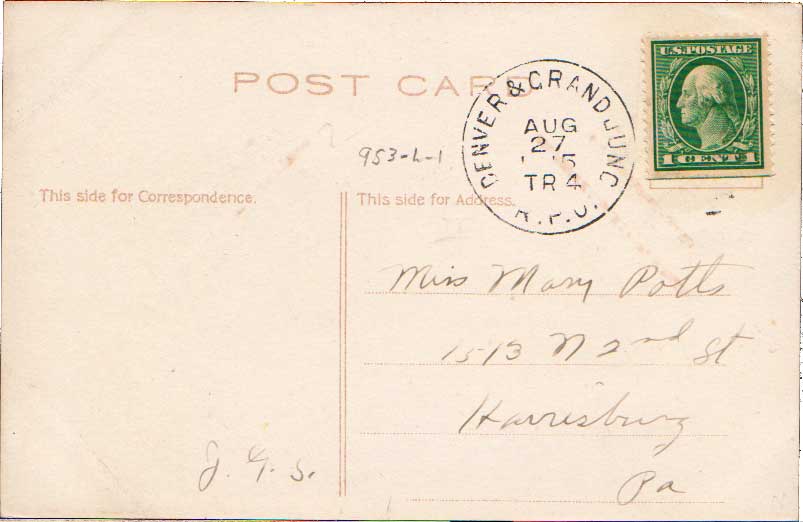 U.S. POSTAGE
1 CENT 1
POST CARD
DENVER & GRAND JUNC
AUG
27
TR 4
R.P.O.
953-L-1
This side for Correspondence.
This side for Address.
Miss Mary Potts
1513 N 2nd St
Harrisburg
Pa
J.G.S.